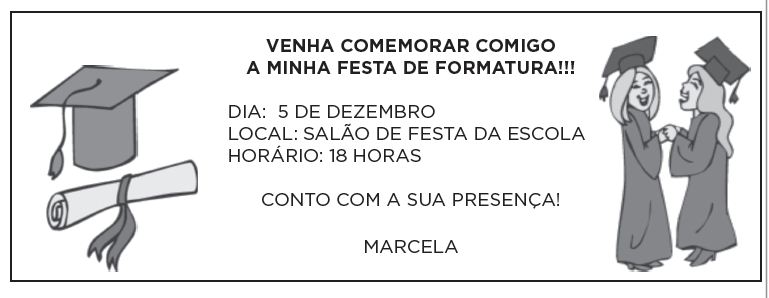 VENHA COMEMORAR COMIGO
A MINHA FESTA DE FORMATURA!!!
DIA: 5 DE DEZEMBRO
LOCAL: SALÃO DE FESTA DA ESCOLA
HORÁRIO: 18 HORAS
CONTO COM A SUA PRESENÇA!
MARCELA